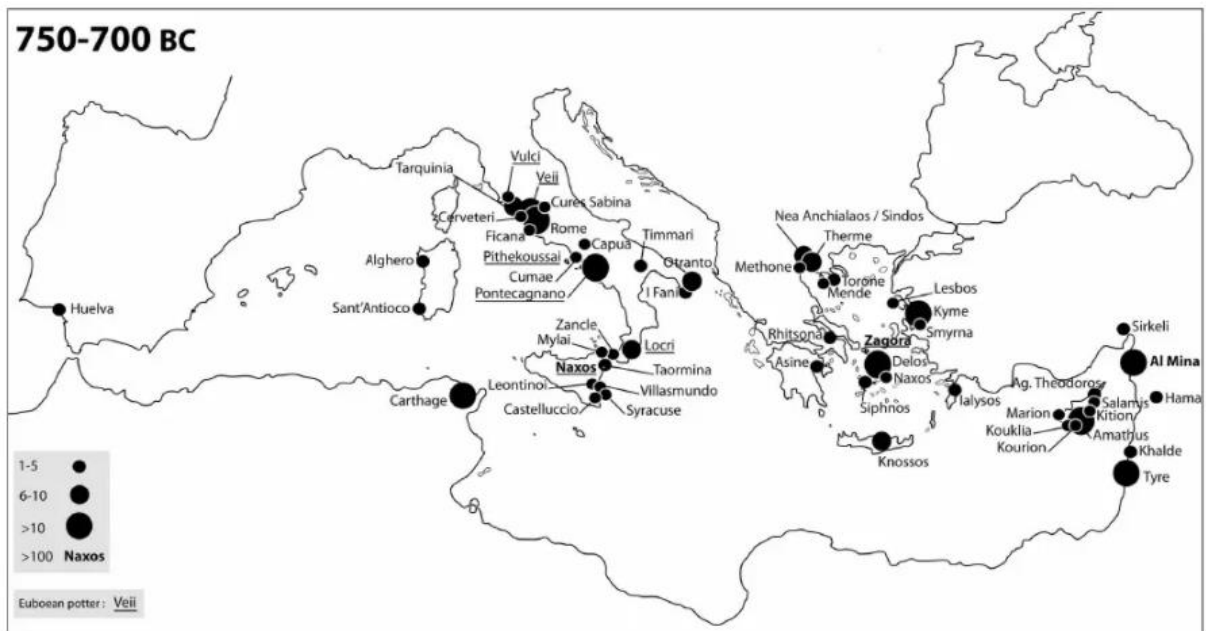 750-700 BC
Vulci
Tarquinia
Veii
Cures Sabina
Cerveteri
Rome
Ficana
Capua
Timmari
Pithekoussai
Otranto
Alghero
Cumae
Pontecagnano
I Fani
Huelva
Sant'Antioco
Zancle
Mylai
Locri
Naxos
Taormina
Leontinoi
Villasmundo
Carthage
Castelluccio
Syracuse
Nea Anchialaos / Sindos
Therme
Methone
Torone
Mende
Lesbos
Kyme
Smyrna
Rhitsona
Zagora
Asine
Delos
Naxos
Siphnos
Ialysos
Knossos
Sirkeli
Al Mina
Ag. Theodoros
Hama
Salamis
Marion
Kition
Kouklia
Amathus
Kourion
Khalde
Tyre
1-5
6-10
>10
>100 Naxos
Euboean potter : Veii